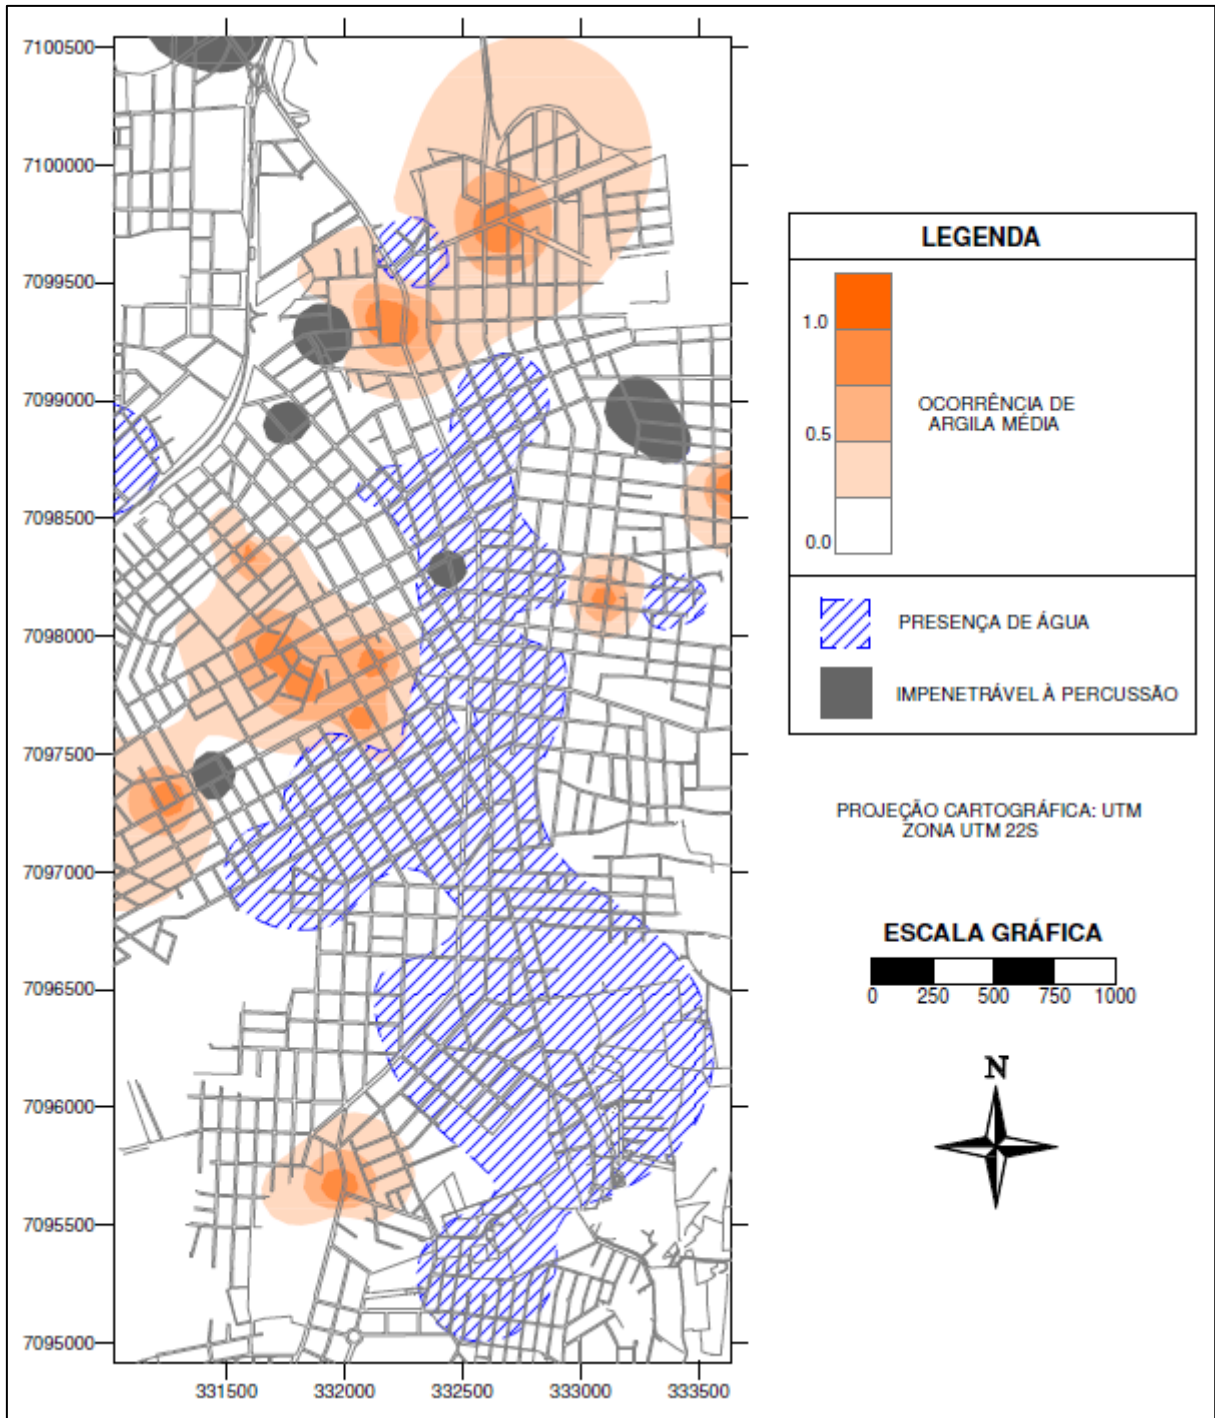 7100500
7100000
7099500
7099000
7098500
7098000
7097500
7097000
7096500
7096000
7095500
7095000
331500 332000 332500 333000 333500
LEGENDA
1.0
0.5
0.0
OCORRÊNCIA DE
ARGILA MÉDIA
PRESENÇA DE ÁGUA
IMPENETRÁVEL À PERCUSSÃO
PROJEÇÃO CARTOGRÁFICA: UTM
ZONA UTM 22S
ESCALA GRÁFICA
0 250 500 750 1000
N